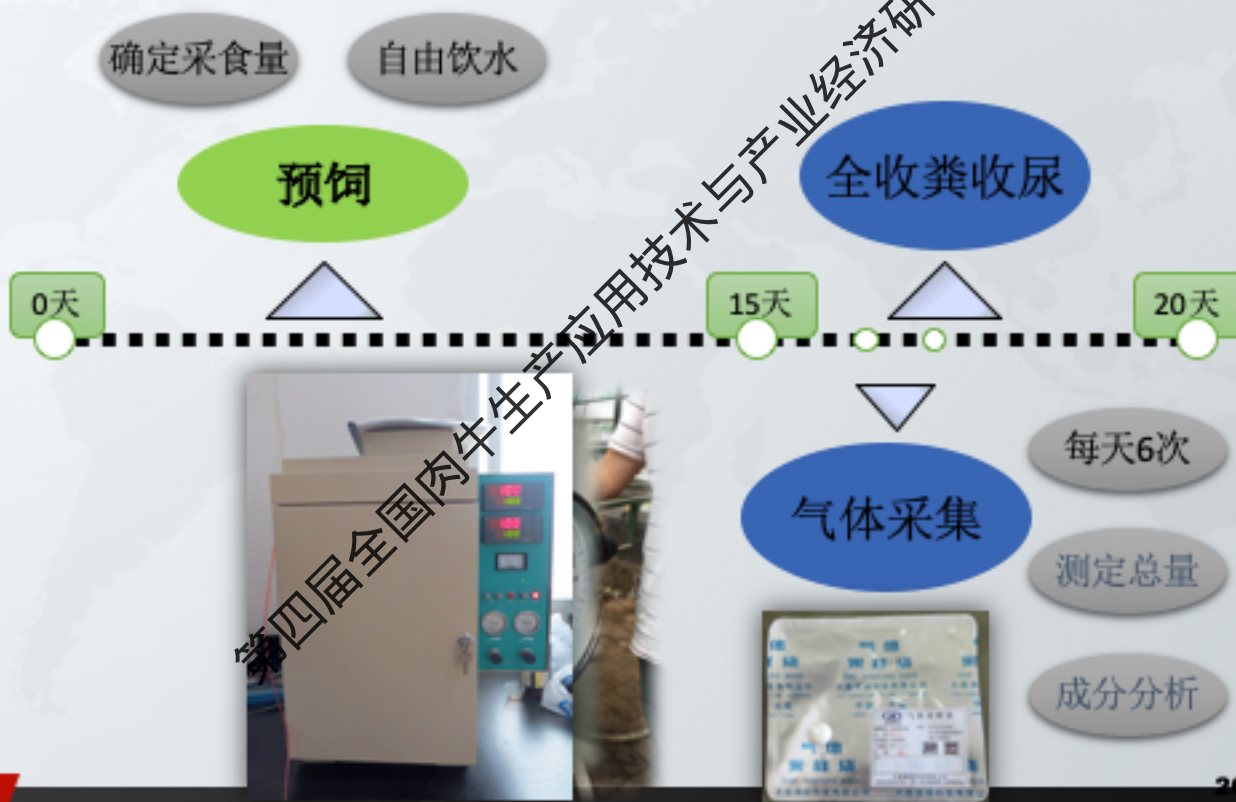 确定采食量
自由饮水
预饲
全收粪收尿
0天
15天
20天
第四届全国肉牛生产应用技术与产业经济研
气体采集
每天6次
测定总量
成分分析